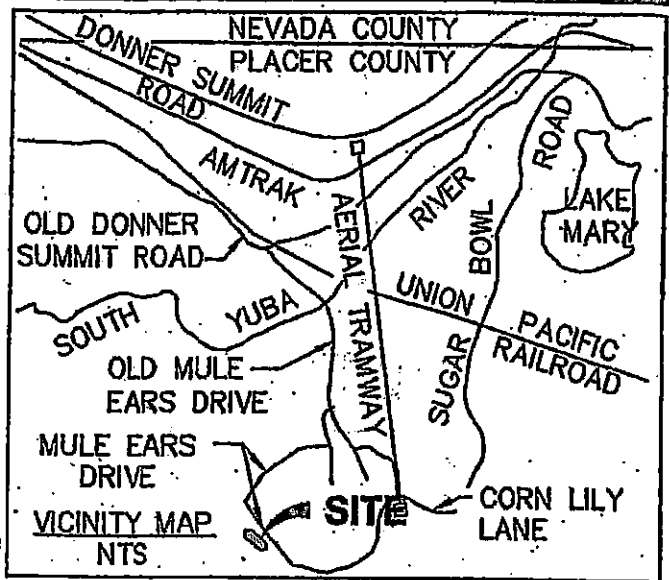 NEVADA COUNTY
PLACER COUNTY
DONNER SUMMIT
ROAD
AMTRAK
AERIAL TRAMWAY
RIVER
SUGAR BOWL ROAD
LAKE
MARY
OLD DONNER
SUMMIT ROAD
SOUTH YUBA
UNION PACIFIC
RAILROAD
OLD MULE
EARS DRIVE
MULE EARS
DRIVE
SITE
CORN LILY
LANE
VICINITY MAP
NTS